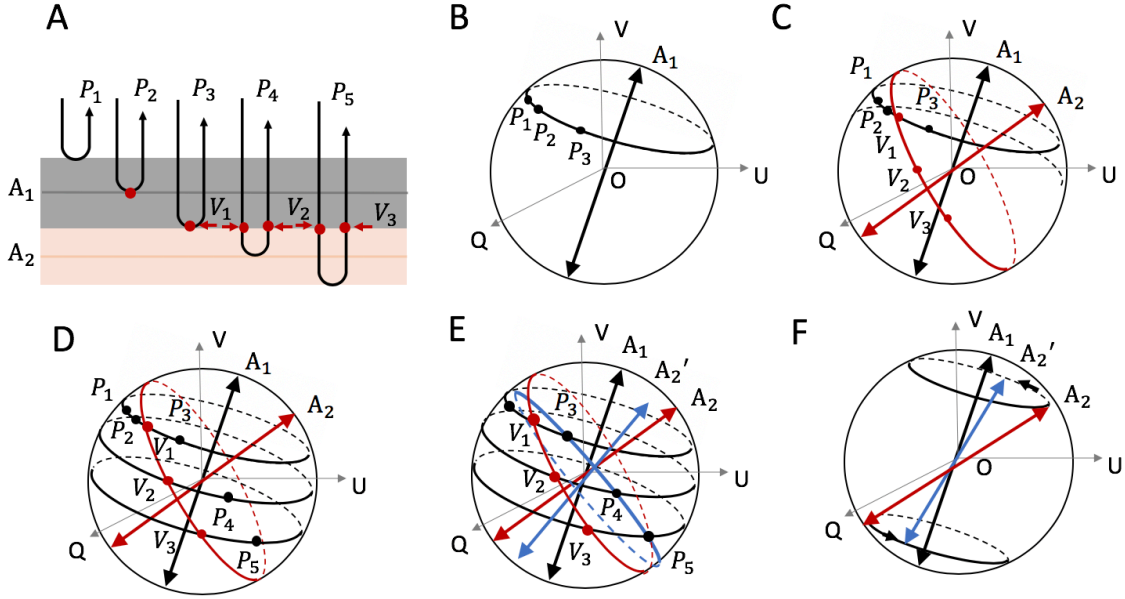 A
P₁ P₂ P₃ P₄ P₅
A₁
V₁ V₂ V₃
A₂
B
V
A₁
P₁
P₂
P₃
O
U
Q
C
V
A₁
P₁
A₂
P₃
P₂
V₁
O
U
V₂
V₃
Q
D
V
A₁
P₁
A₂
P₃
P₂
V₁
U
V₂
P₄
Q
V₃
P₅
E
V
A₁
A₂′
A₂
P₃
V₁
U
V₂
P₄
Q
V₃
P₅
F
V
A₁
A₂′
A₂
O
U
Q